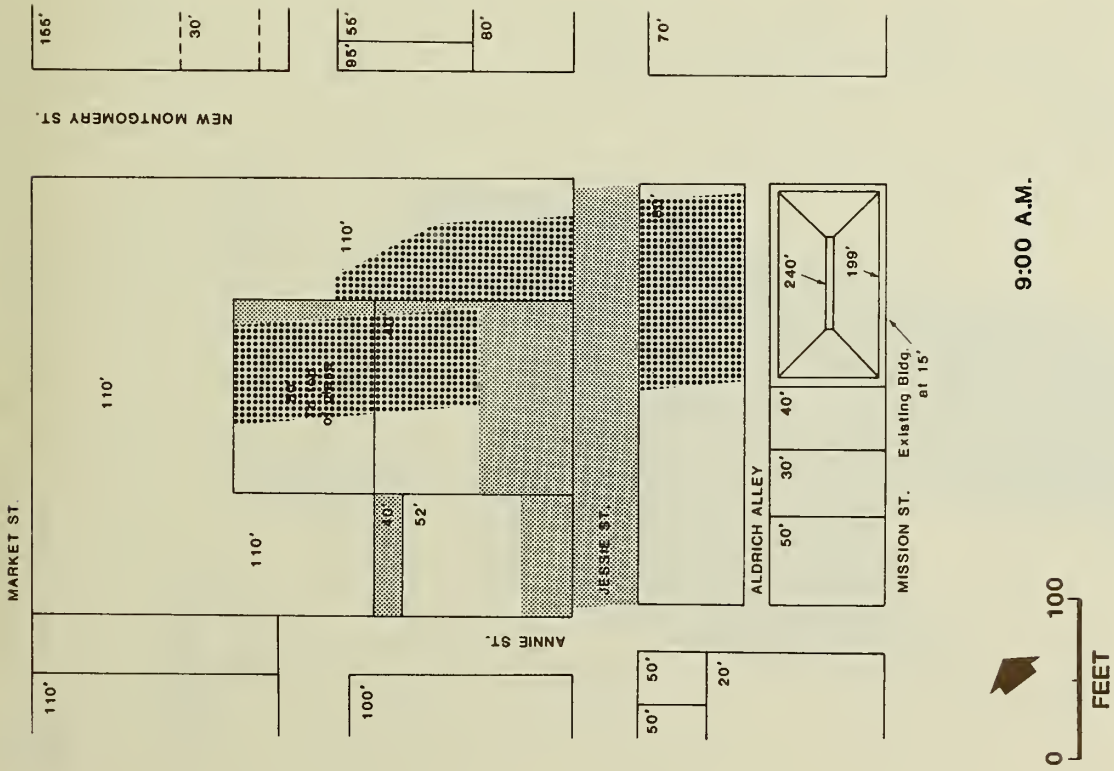 MARKET ST.
155'
30'
NEW MONTGOMERY ST.
95'
55'
80'
70'
110'
110'
110'
40'
40'
52'
110'
100'
ANNIE ST.
JESSIE ST.
50'
50'
20'
ALDRICH ALLEY
240'
199'
40'
30'
50'
MISSION ST.
Existing Bldg.
at 15'
9:00 A.M.
0
100
FEET